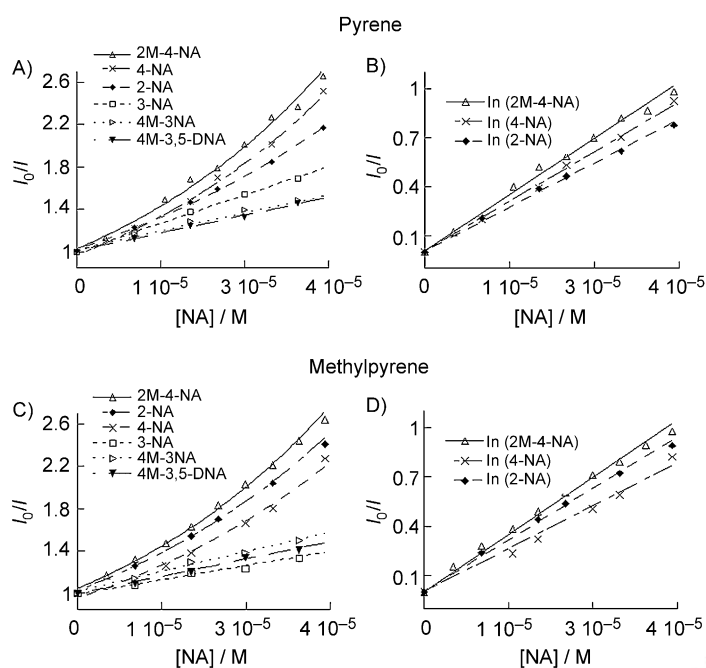 Pyrene
A)
2M-4-NA
4-NA
2-NA
3-NA
4M-3NA
4M-3,5-DNA
2.6
2.2
1.8
1.4
1
I0/I
0
1 10-5
3 10-5
4 10-5
[NA] / M
B)
In (2M-4-NA)
In (4-NA)
In (2-NA)
1
0.7
0.4
0.1
I0/I
0
1 10-5
3 10-5
4 10-5
[NA] / M
Methylpyrene
C)
2M-4-NA
2-NA
4-NA
3-NA
4M-3NA
4M-3,5-DNA
2.6
2.2
1.8
1.4
1
I0/I
0
1 10-5
3 10-5
4 10-5
[NA] / M
D)
In (2M-4-NA)
In (4-NA)
In (2-NA)
1
0.7
0.4
0.1
I0/I
0
1 10-5
3 10-5
4 10-5
[NA] / M